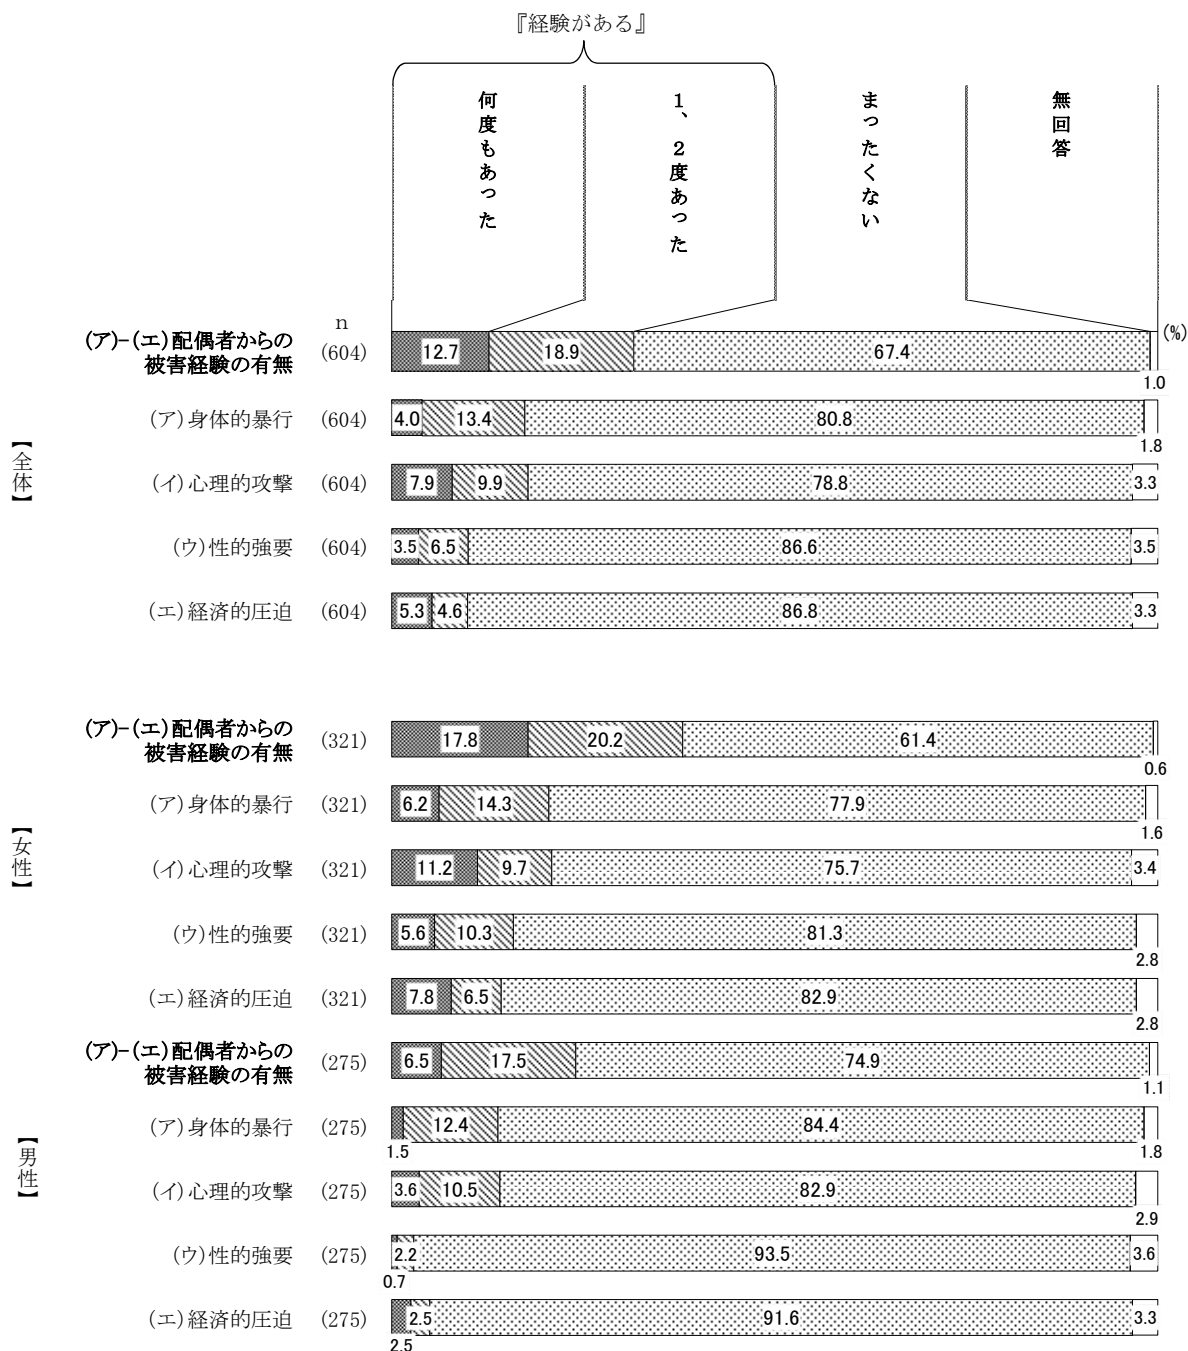 『経験がある』
何度もあった
1、2度あった
まったくない
無回答
n
(%)
【全体】
(ア)-(エ)配偶者からの
被害経験の有無
(604)
12.7 18.9 67.4 1.0
(ア)身体的暴行 (604) 4.0 13.4 80.8 1.8
(イ)心理的攻撃 (604) 7.9 9.9 78.8 3.3
(ウ)性的強要 (604) 3.5 6.5 86.6 3.5
(エ)経済的圧迫 (604) 5.3 4.6 86.8 3.3
【女性】
(ア)-(エ)配偶者からの
被害経験の有無
(321)
17.8 20.2 61.4 0.6
(ア)身体的暴行 (321) 6.2 14.3 77.9 1.6
(イ)心理的攻撃 (321) 11.2 9.7 75.7 3.4
(ウ)性的強要 (321) 5.6 10.3 81.3 2.8
(エ)経済的圧迫 (321) 7.8 6.5 82.9 2.8
【男性】
(ア)-(エ)配偶者からの
被害経験の有無
(275)
6.5 17.5 74.9 1.1
(ア)身体的暴行 (275) 1.5 12.4 84.4 1.8
(イ)心理的攻撃 (275) 3.6 10.5 82.9 2.9
(ウ)性的強要 (275) 0.7 2.2 93.5 3.6
(エ)経済的圧迫 (275) 2.5 2.5 91.6 3.3